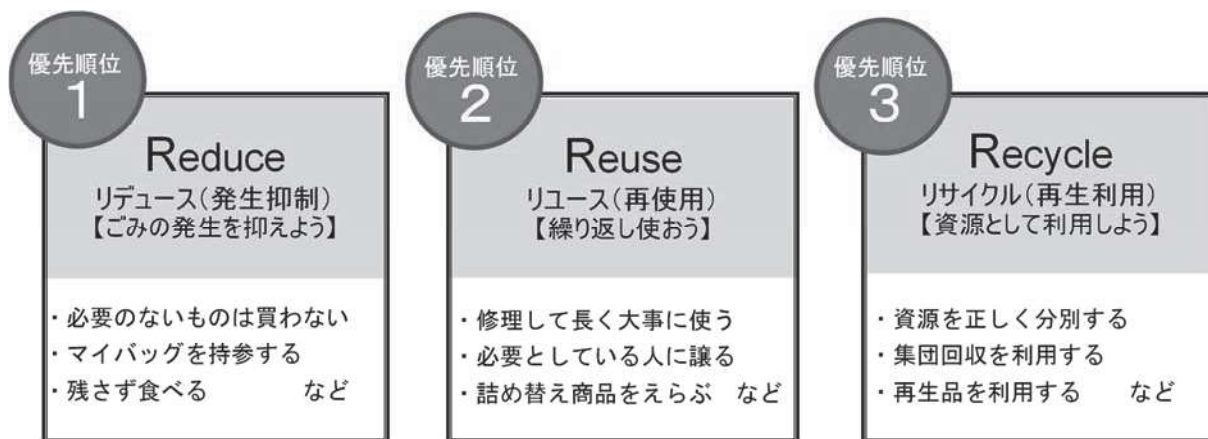 優先順位
1
Reduce
リデュース(発生抑制)
【ごみの発生を抑えよう】
・必要のないものは買わない
・マイバッグを持参する
・残さず食べる など
優先順位
2
Reuse
リユース(再使用)
【繰り返し使おう】
・修理して長く大事に使う
・必要としている人に譲る
・詰め替え商品をえらぶ など
優先順位
3
Recycle
リサイクル(再生利用)
【資源として利用しよう】
・資源を正しく分別する
・集団回収を利用する
・再生品を利用する など